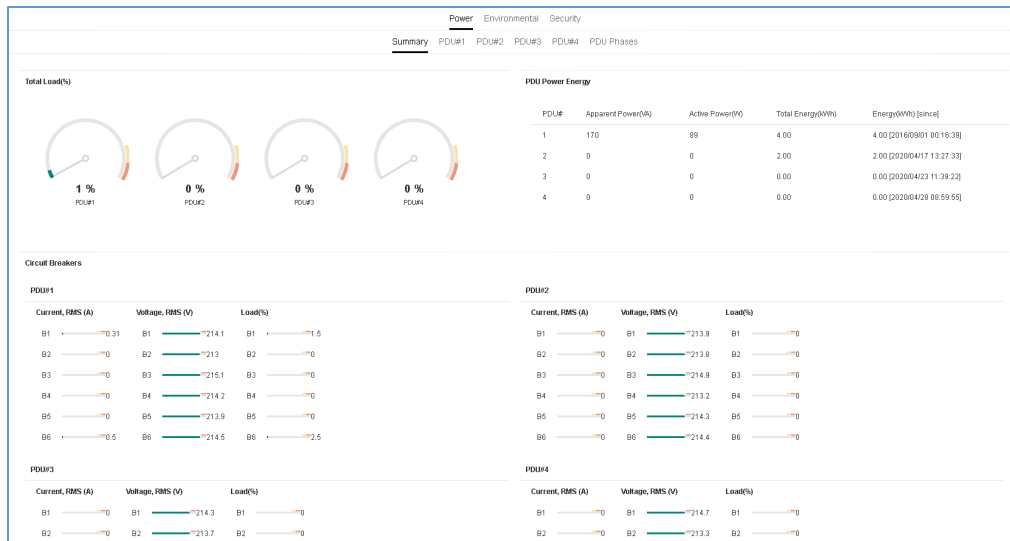 Power Environmental Security
Summary PDU#1 PDU#2 PDU#3 PDU#4 PDU Phases
Total Load(%)
1 % 0 % 0 % 0 %
PDU#1 PDU#2 PDU#3 PDU#4
PDU Power Energy
PDU# Apparent Power(VA) Active Power(W) Total Energy(kWh) Energy(kWh) [since]
1 170 89 4.00 4.00 [2016/09/01 00:16:39]
2 0 0 2.00 2.00 [2020/04/17 13:27:33]
3 0 0 0.00 0.00 [2020/04/23 11:39:22]
4 0 0 0.00 0.00 [2020/04/28 08:59:55]
Circuit Breakers
PDU#1
Current, RMS (A) Voltage, RMS (V) Load(%)
B1 0.31 B1 214.1 B1 1.5
B2 0 B2 213 B2 0
B3 0 B3 215.1 B3 0
B4 0 B4 214.2 B4 0
B5 0 B5 213.9 B5 0
B6 0.5 B6 214.5 B6 2.5
PDU#2
Current, RMS (A) Voltage, RMS (V) Load(%)
B1 0 B1 213.9 B1 0
B2 0 B2 213.8 B2 0
B3 0 B3 214.9 B3 0
B4 0 B4 213.2 B4 0
B5 0 B5 214.3 B5 0
B6 0 B6 214.4 B6 0
PDU#3
Current, RMS (A) Voltage, RMS (V) Load(%)
B1 0 B1 214.3 B1 0
B2 0 B2 213.7 B2 0
PDU#4
Current, RMS (A) Voltage, RMS (V) Load(%)
B1 0 B1 214.7 B1 0
B2 0 B2 213.3 B2 0